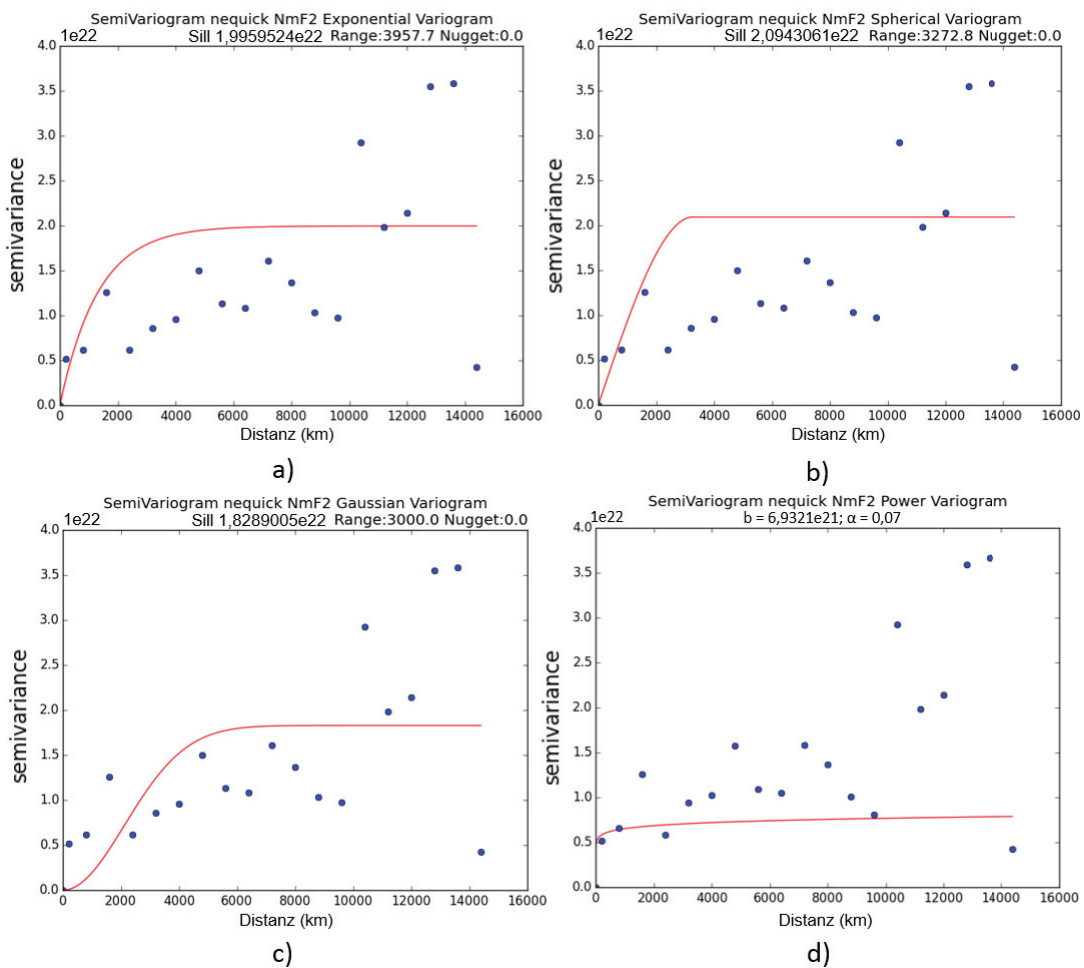 SemiVariogram nequick NmF2 Exponential Variogram
1e22 Sill 1,9959524e22 Range:3957.7 Nugget:0.0
4.0
3.5
3.0
2.5
2.0
1.5
1.0
0.5
0.0
semivariance
0 2000 4000 6000 8000 10000 12000 14000 16000
Distanz (km)
a)
SemiVariogram nequick NmF2 Spherical Variogram
1e22 Sill 2,0943061e22 Range:3272.8 Nugget:0.0
4.0
3.5
3.0
2.5
2.0
1.5
1.0
0.5
0.0
semivariance
0 2000 4000 6000 8000 10000 12000 14000 16000
Distanz (km)
b)
SemiVariogram nequick NmF2 Gaussian Variogram
1e22 Sill 1,8289005e22 Range:3000.0 Nugget:0.0
4.0
3.5
3.0
2.5
2.0
1.5
1.0
0.5
0.0
semivariance
0 2000 4000 6000 8000 10000 12000 14000 16000
Distanz (km)
c)
SemiVariogram nequick NmF2 Power Variogram
1e22 b = 6,9321e21; α = 0,07
4.0
3.5
3.0
2.5
2.0
1.5
1.0
0.5
0.0
semivariance
0 2000 4000 6000 8000 10000 12000 14000 16000
Distanz (km)
d)